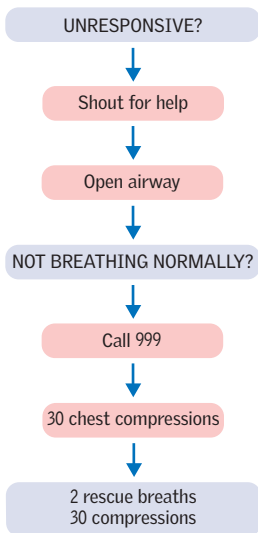 UNRESPONSIVE?
Shout for help
Open airway
NOT BREATHING NORMALLY?
Call 999
30 chest compressions
2 rescue breaths
30 compressions